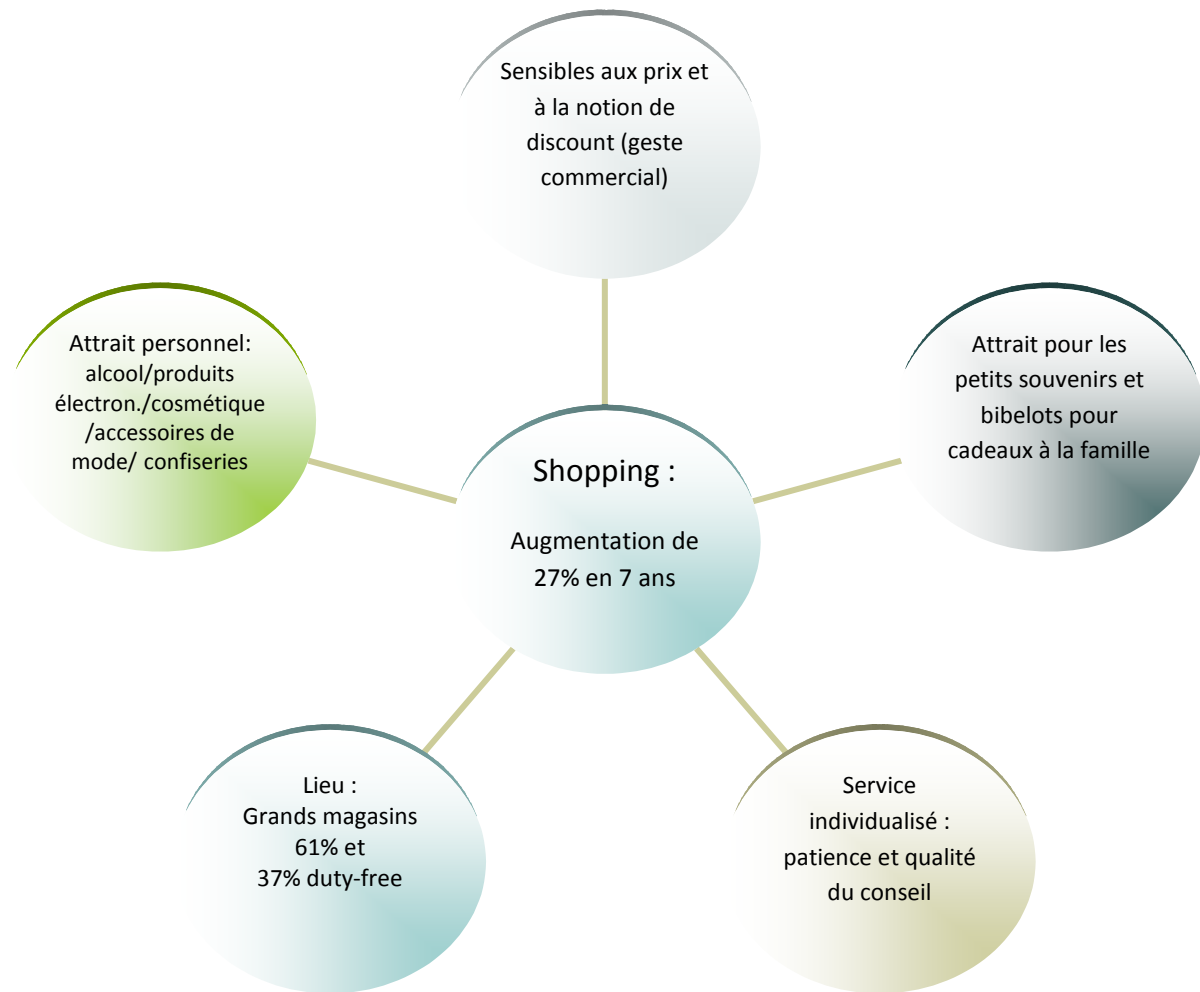 Sensibles aux prix et
à la notion de
discount (geste
commercial)
Attrait personnel:
alcool/produits
électron./cosmétique
/accessoires de
mode/ confiseries
Attrait pour les
petits souvenirs et
bibelots pour
cadeaux à la famille
Shopping :
Augmentation de
27% en 7 ans
Lieu :
Grands magasins
61% et
37% duty-free
Service
individualisé :
patience et qualité
du conseil